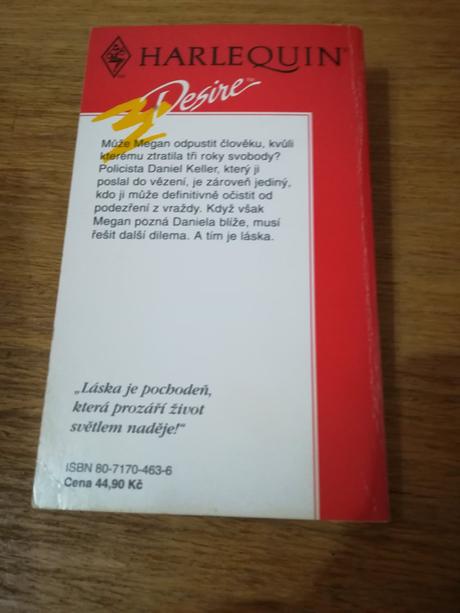 HARLEQUIN®
Desire™
Může Megan odpustit člověku, kvůli
kterému ztratila tři roky svobody?
Policista Daniel Keller, který ji
poslal do vězení, je zároveň jediný,
kdo ji může definitivně očistit od
podezření z vraždy. Když však
Megan pozná Daniela blíže, musí
řešit další dilema. A tím je láska.
„Láska je pochodeň,
která prozáří život
světlem naděje!“
ISBN 80-7170-463-6
Cena 44,90 Kč